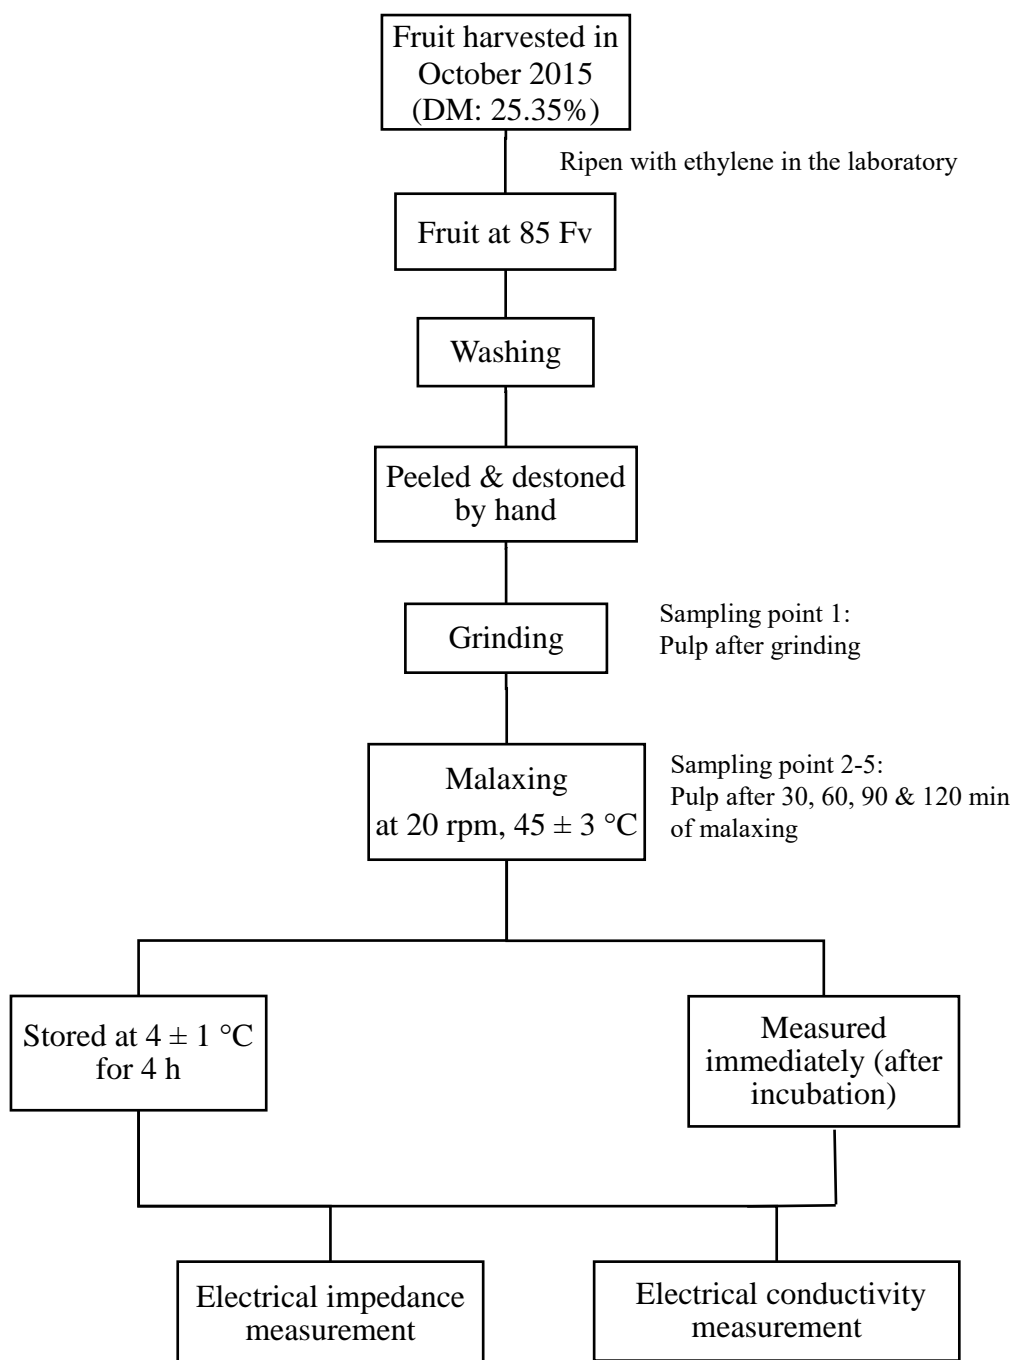 Fruit harvested in
October 2015
(DM: 25.35%)
Ripen with ethylene in the laboratory
Fruit at 85 Fv
Washing
Peeled & destoned
by hand
Grinding
Sampling point 1:
Pulp after grinding
Malaxing
at 20 rpm, 45 ± 3 °C
Sampling point 2-5:
Pulp after 30, 60, 90 & 120 min
of malaxing
Stored at 4 ± 1 °C
for 4 h
Measured
immediately (after
incubation)
Electrical impedance
measurement
Electrical conductivity
measurement